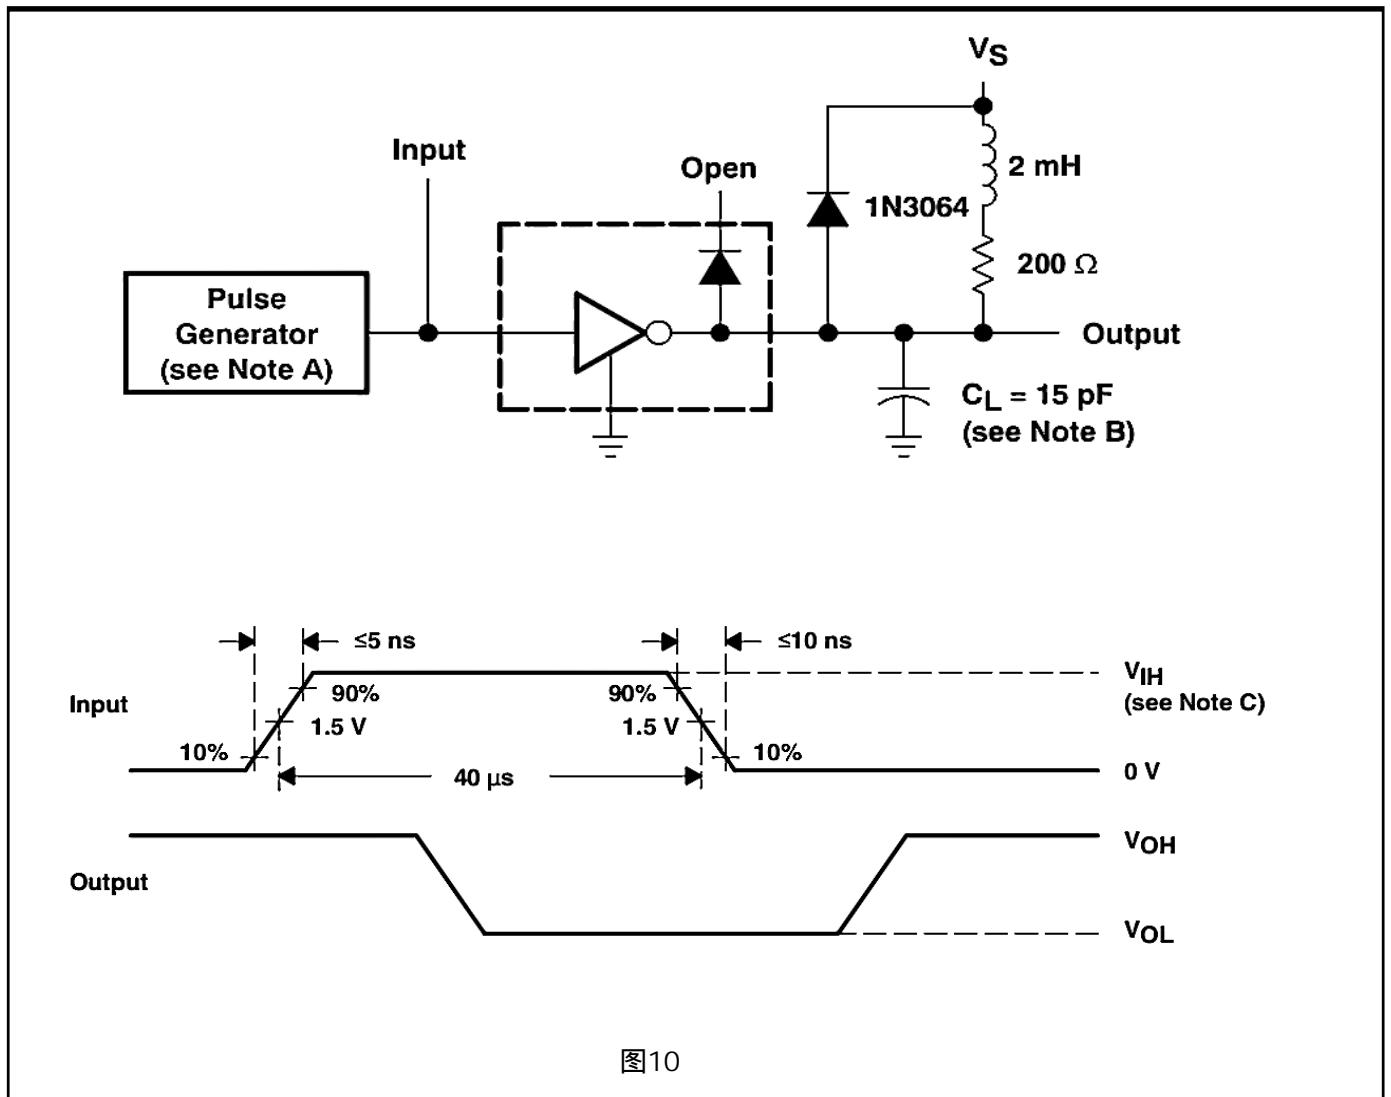 VS
Input
Open
2 mH
1N3064
200 Ω
Pulse
Generator
(see Note A)
Output
CL = 15 pF
(see Note B)
≤5 ns
≤10 ns
Input
90%
90%
VIH
(see Note C)
1.5 V
1.5 V
10%
10%
40 μs
0 V
Output
VOH
VOL
图10